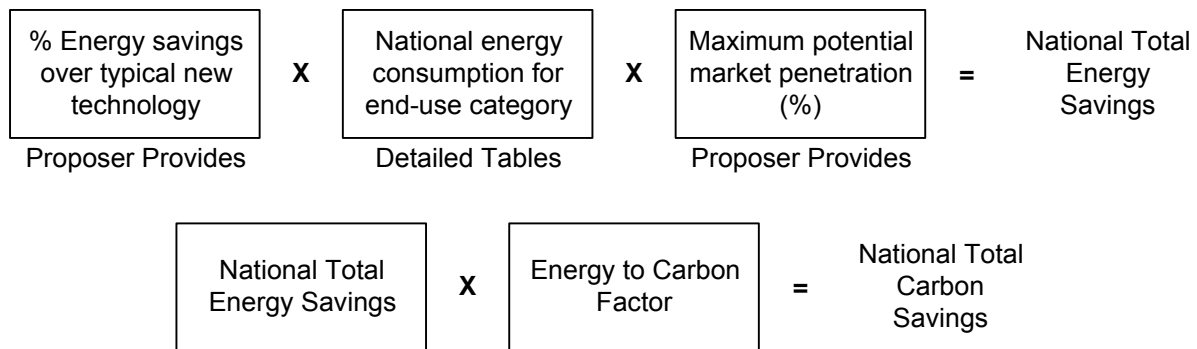 % Energy savings
over typical new
technology
X
National energy
consumption for
end-use category
X
Maximum potential
market penetration
(%)
=
National Total
Energy
Savings
Proposer Provides
Detailed Tables
Proposer Provides
National Total
Energy Savings
X
Energy to Carbon
Factor
=
National Total
Carbon
Savings